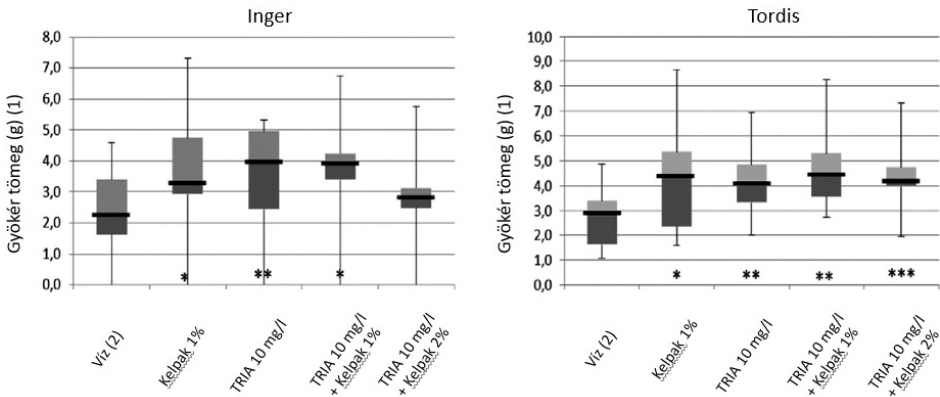 Inger
Gyökér tömeg (g) (1)
8,0
7,0
6,0
5,0
4,0
3,0
2,0
1,0
0,0
*
**
*
Víz (2)
Kelpak 1%
TRIA 10 mg/l
TRIA 10 mg/l
+ Kelpak 1%
TRIA 10 mg/l
+ Kelpak 2%
Tordis
Gyökér tömeg (g) (1)
10,0
9,0
8,0
7,0
6,0
5,0
4,0
3,0
2,0
1,0
0,0
*
**
**
***
Víz (2)
Kelpak 1%
TRIA 10 mg/l
TRIA 10 mg/l
+ Kelpak 1%
TRIA 10 mg/l
+ Kelpak 2%